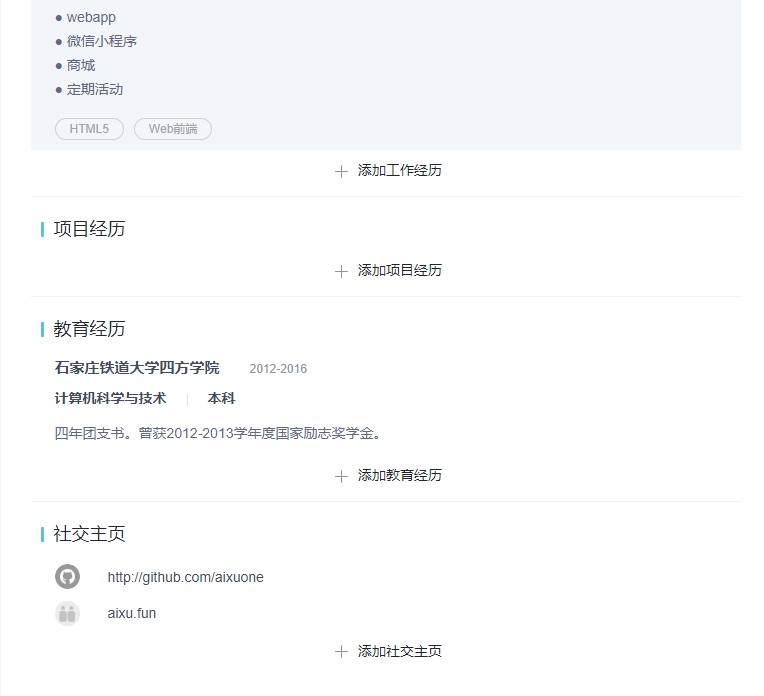 ● webapp
● 微信小程序
● 商城
● 定期活动
HTML5 Web前端
添加工作经历
项目经历
添加项目经历
教育经历
石家庄铁道大学四方学院 2012-2016
计算机科学与技术 | 本科
四年团支书。曾获2012-2013学年度国家励志奖学金。
添加教育经历
社交主页
http://github.com/aixuone
aixu.fun
添加社交主页